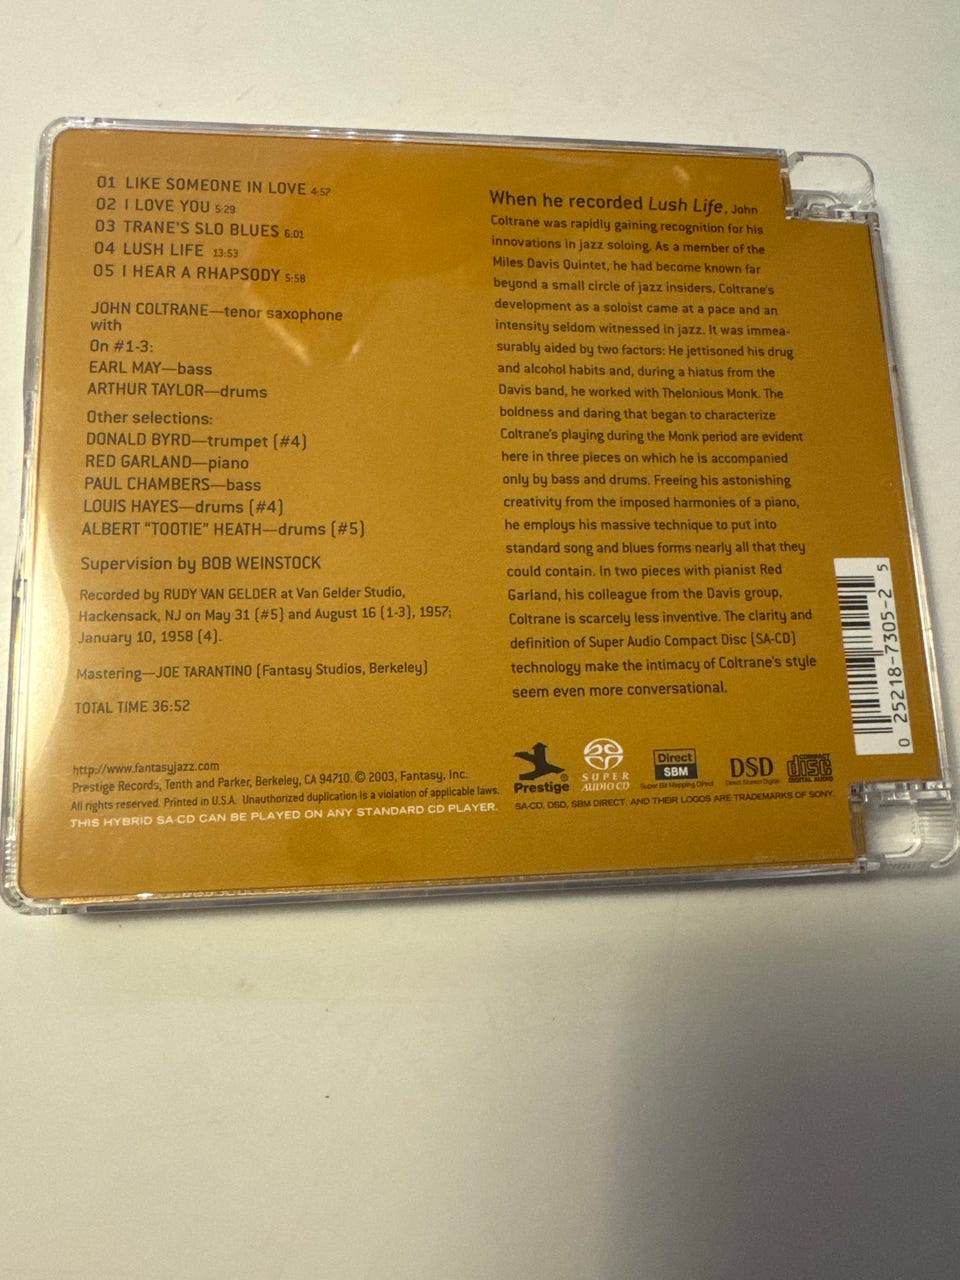 01 LIKE SOMEONE IN LOVE 4:57
02 I LOVE YOU 5:29
03 TRANE'S SLO BLUES 6:01
04 LUSH LIFE 13:53
05 I HEAR A RHAPSODY 5:58
JOHN COLTRANE—tenor saxophone
with
On #1-3:
EARL MAY—bass
ARTHUR TAYLOR—drums
Other selections:
DONALD BYRD—trumpet (#4)
RED GARLAND—piano
PAUL CHAMBERS—bass
LOUIS HAYES—drums (#4)
ALBERT "TOOTIE" HEATH—drums (#5)
Supervision by BOB WEINSTOCK
Recorded by RUDY VAN GELDER at Van Gelder Studio,
Hackensack, NJ on May 31 (#5) and August 16 (1-3), 1957;
January 10, 1958 (4).
Mastering—JOE TARANTINO (Fantasy Studios, Berkeley)
TOTAL TIME 36:52
When he recorded Lush Life, John
Coltrane was rapidly gaining recognition for his
innovations in jazz soloing. As a member of the
Miles Davis Quintet, he had become known far
beyond a small circle of jazz insiders. Coltrane's
development as a soloist came at a pace and an
intensity seldom witnessed in jazz. It was immea-
surably aided by two factors: He jettisoned his drug
and alcohol habits and, during a hiatus from the
Davis band, he worked with Thelonious Monk. The
boldness and daring that began to characterize
Coltrane's playing during the Monk period are evident
here in three pieces on which he is accompanied
only by bass and drums. Freeing his astonishing
creativity from the imposed harmonies of a piano,
he employs his massive technique to put into
standard song and blues forms nearly all that they
could contain. In two pieces with pianist Red
Garland, his colleague from the Davis group,
Coltrane is scarcely less inventive. The clarity and
definition of Super Audio Compact Disc (SA-CD)
technology make the intimacy of Coltrane's style
seem even more conversational.
0 25218-7305-2 5
http://www.fantasyjazz.com
Prestige Records, Tenth and Parker, Berkeley, CA 94710. © 2003, Fantasy, Inc.
All rights reserved. Printed in U.S.A. Unauthorized duplication is a violation of applicable laws.
THIS HYBRID SA-CD CAN BE PLAYED ON ANY STANDARD CD PLAYER.
Prestige®
SUPER AUDIO CD
Direct
SBM
Super Bit Mapping Direct
DSD
Direct Stream Digital
COMPACT
disc
DIGITAL AUDIO
SA-CD, DSD, SBM DIRECT, AND THEIR LOGOS ARE TRADEMARKS OF SONY.